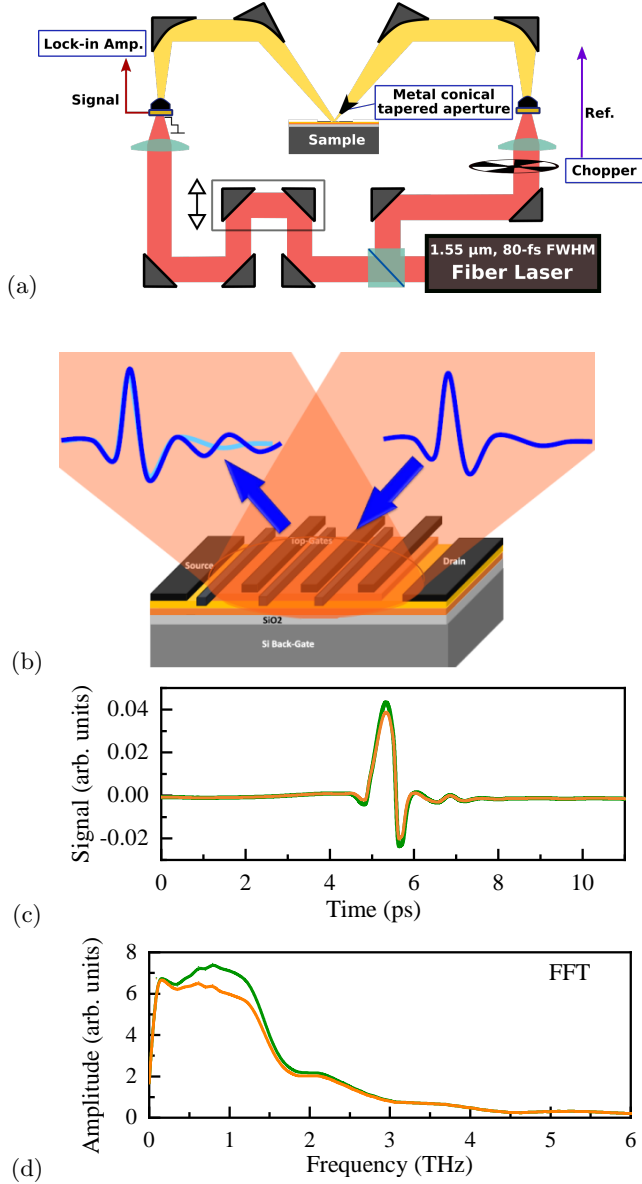 Lock-in Amp.
Signal
Metal conical
tapered aperture
Sample
Ref.
Chopper
1.55 μm, 80-fs FWHM
Fiber Laser
(a)
Source
Top-Gates
Drain
SiO2
Si Back-Gate
(b)
Signal (arb. units)
0.04
0.02
0.00
-0.02
0 2 4 6 8 10
Time (ps)
(c)
Amplitude (arb. units)
8
6
4
2
0
FFT
0 1 2 3 4 5 6
Frequency (THz)
(d)